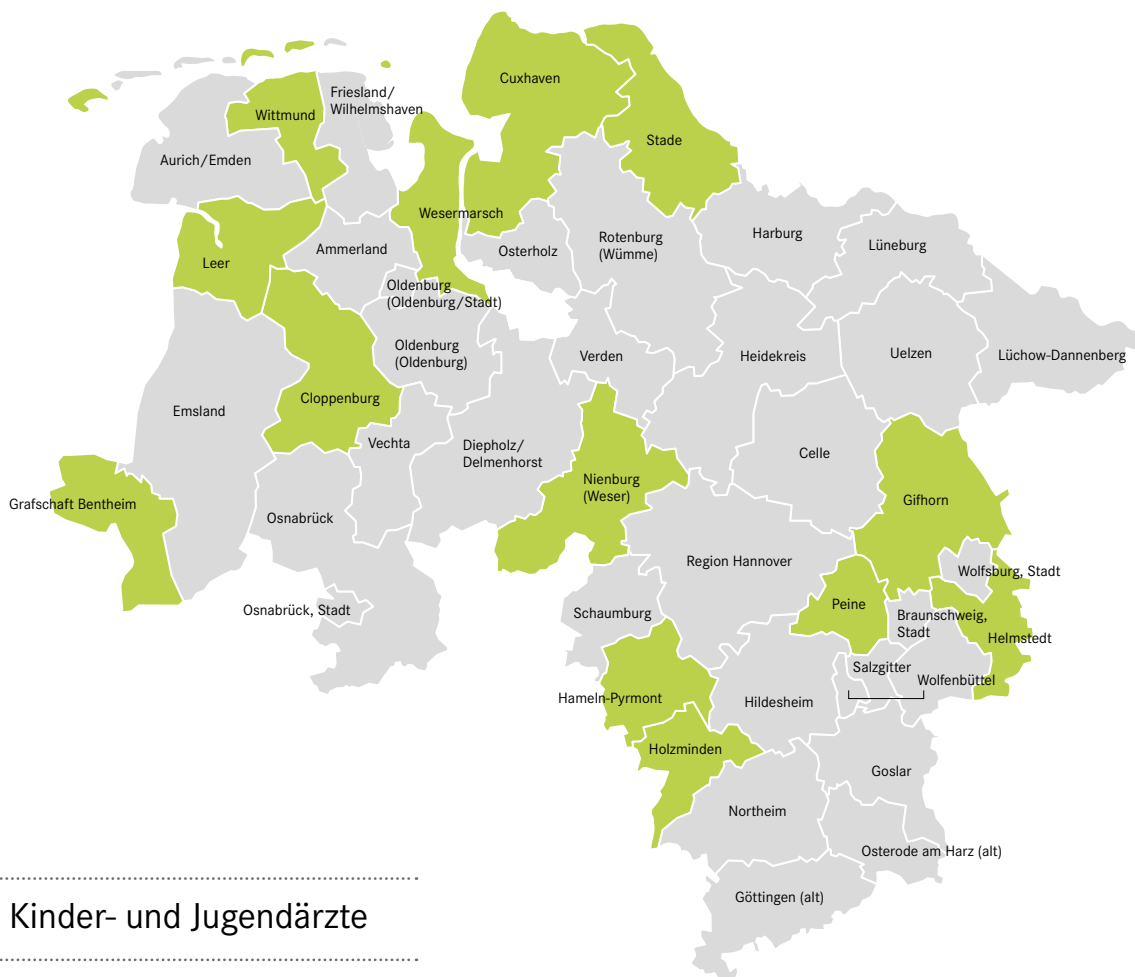 Cuxhaven
Friesland/
Wilhelmshaven
Wittmund
Stade
Aurich/Emden
Wesermarsch
Harburg
Rotenburg
(Wümme)
Lüneburg
Ammerland
Osterholz
Leer
Oldenburg
(Oldenburg/Stadt)
Oldenburg
(Oldenburg)
Verden
Heidekreis
Uelzen
Lüchow-Dannenberg
Cloppenburg
Emsland
Vechta
Diepholz/
Delmenhorst
Celle
Nienburg
(Weser)
Gifhorn
Grafschaft Bentheim
Osnabrück
Region Hannover
Wolfsburg, Stadt
Osnabrück, Stadt
Schaumburg
Peine
Braunschweig,
Stadt
Helmstedt
Salzgitter
Wolfenbüttel
Hameln-Pyrmont
Hildesheim
Holzminden
Goslar
Northeim
Osterode am Harz (alt)
Göttingen (alt)
Kinder- und Jugendärzte